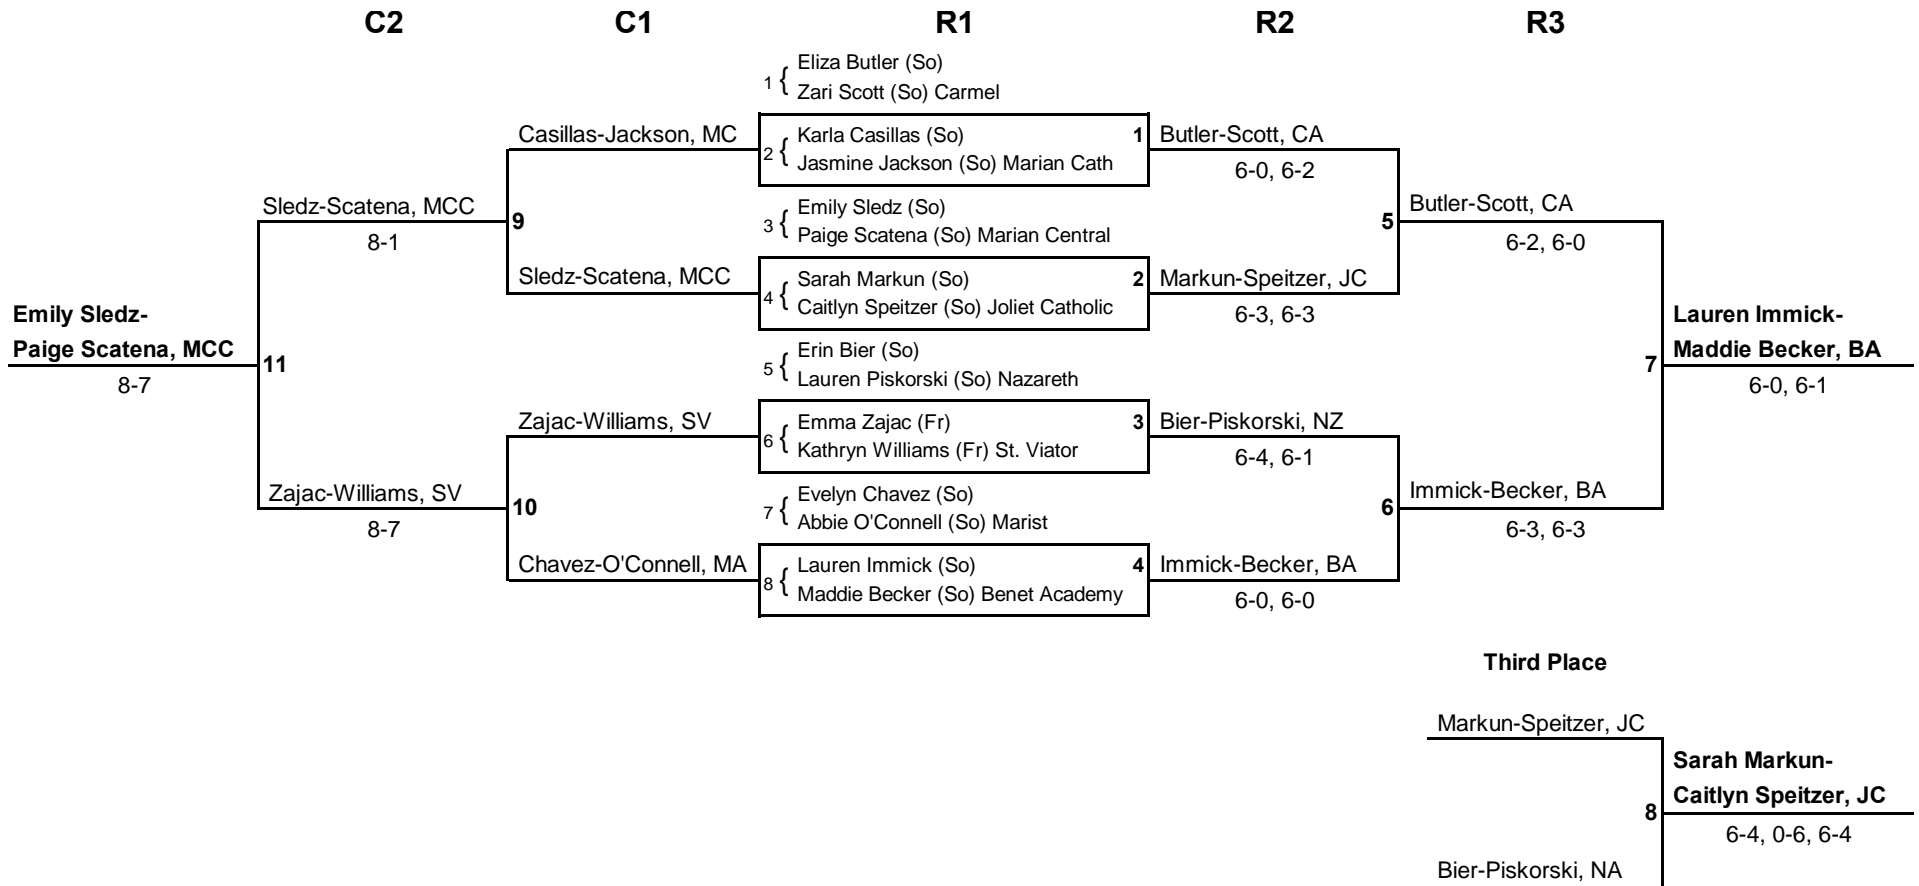 C2 C1 R1 R2 R3
Eliza Butler (So)
1 {
Zari Scott (So) Carmel
Casillas-Jackson, MC
Karla Casillas (So)
1
Butler-Scott, CA
2 {
Jasmine Jackson (So) Marian Cath
6-0, 6-2
Sledz-Scatena, MCC
Emily Sledz (So)
Butler-Scott, CA
9
3 {
5
8-1
Paige Scatena (So) Marian Central
6-2, 6-0
Sledz-Scatena, MCC
Sarah Markun (So)
2
Markun-Speitzer, JC
4 {
Caitlyn Speitzer (So) Joliet Catholic
6-3, 6-3
Emily Sledz-
Lauren Immick-
Paige Scatena, MCC
Erin Bier (So)
Maddie Becker, BA
11
5 {
7
8-7
Lauren Piskorski (So) Nazareth
6-0, 6-1
Zajac-Williams, SV
Emma Zajac (Fr)
3
Bier-Piskorski, NZ
6 {
Kathryn Williams (Fr) St. Viator
6-4, 6-1
Zajac-Williams, SV
Evelyn Chavez (So)
Immick-Becker, BA
10
7 {
6
8-7
Abbie O'Connell (So) Marist
6-3, 6-3
Chavez-O'Connell, MA
Lauren Immick (So)
4
Immick-Becker, BA
8 {
Maddie Becker (So) Benet Academy
6-0, 6-0
Third Place
Markun-Speitzer, JC
Sarah Markun-
Caitlyn Speitzer, JC
8
6-4, 0-6, 6-4
Bier-Piskorski, NA